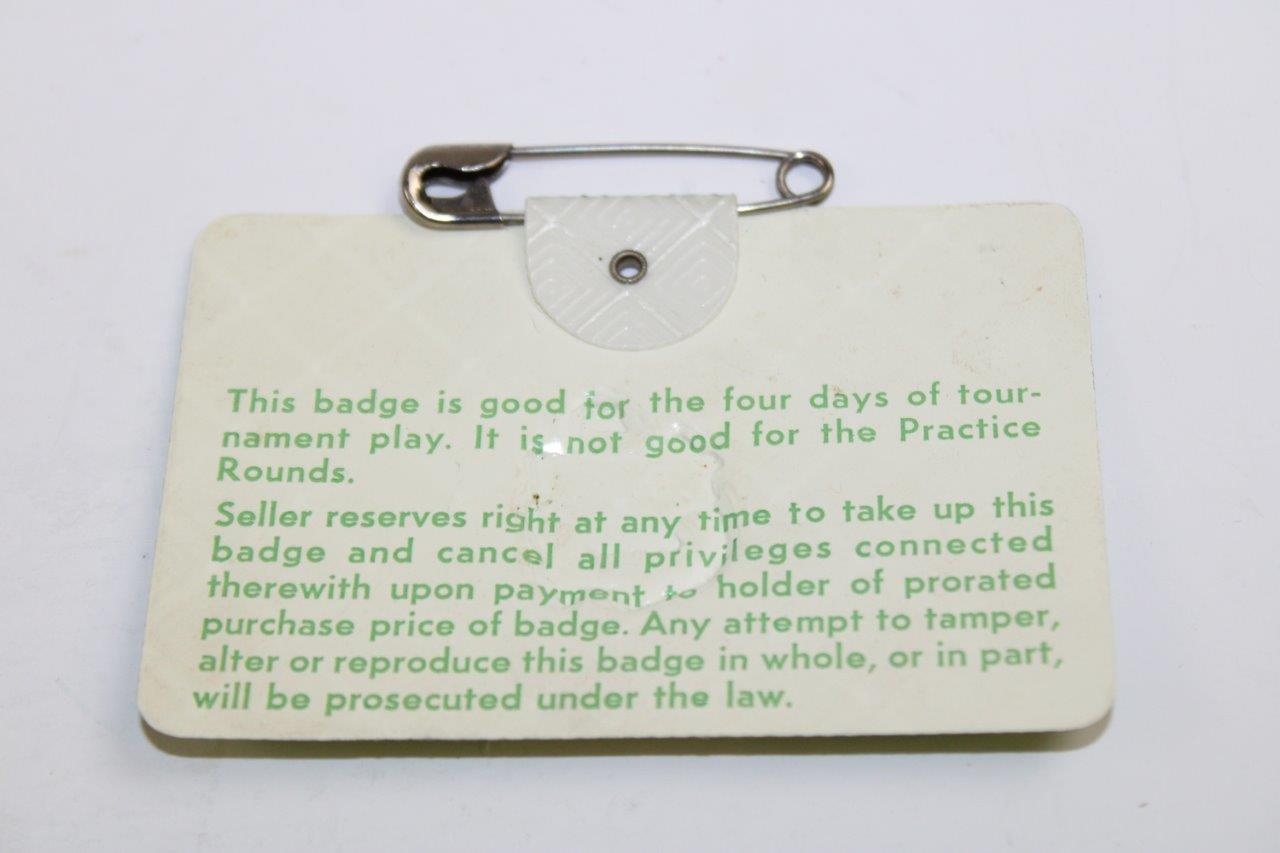 This badge is good for the four days of tour-
nament play. It is not good for the Practice
Rounds.
Seller reserves right at any time to take up this
badge and cancel all privileges connected
therewith upon payment to holder of prorated
purchase price of badge. Any attempt to tamper,
alter or reproduce this badge in whole, or in part,
will be prosecuted under the law.